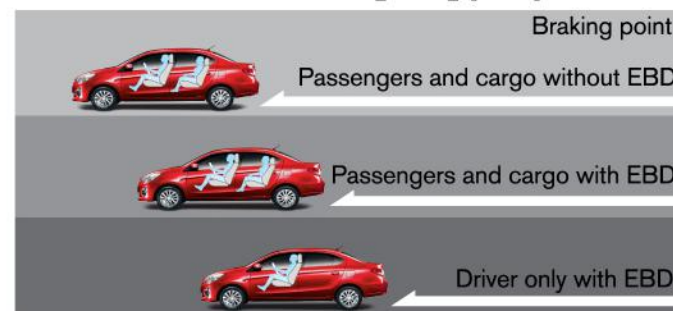 Braking point
Passengers and cargo without EBD
Passengers and cargo with EBD
Driver only with EBD